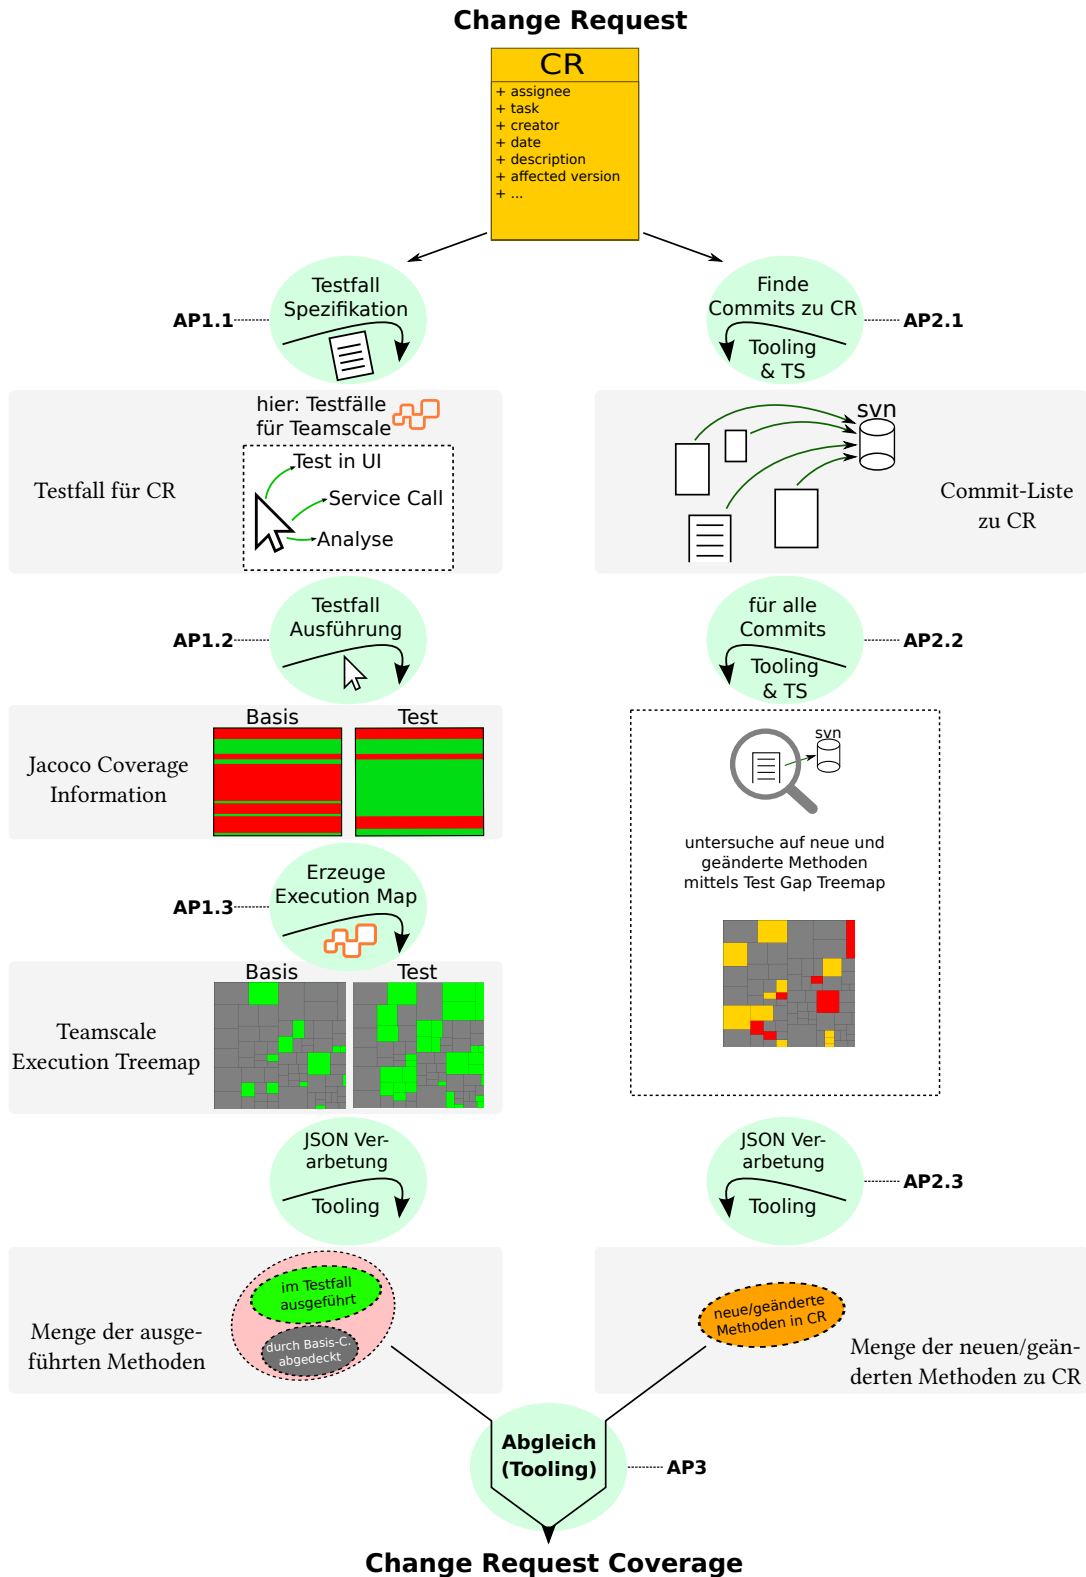 Change Request
CR
+ assignee
+ task
+ creator
+ date
+ description
+ affected version
+ ...
Testfall
Spezifikation
AP1.1
Finde
Commits zu CR
Tooling
& TS
AP2.1
hier: Testfälle
für Teamscale
Test in UI
Service Call
Analyse
Testfall für CR
svn
Commit-Liste
zu CR
Testfall
Ausführung
AP1.2
für alle
Commits
Tooling
& TS
AP2.2
Basis
Test
Jacoco Coverage
Information
svn
untersuche auf neue und
geänderte Methoden
mittels Test Gap Treemap
Erzeuge
Execution Map
AP1.3
Basis
Test
Teamscale
Execution Treemap
JSON Ver-
arbetung
Tooling
JSON Ver-
arbetung
Tooling
AP2.3
im Testfall
ausgeführt
durch Basis-C.
abgedeckt
Menge der ausge-
führten Methoden
neue/geänderte
Methoden in CR
Menge der neuen/geän-
derten Methoden zu CR
Abgleich
(Tooling)
AP3
Change Request Coverage